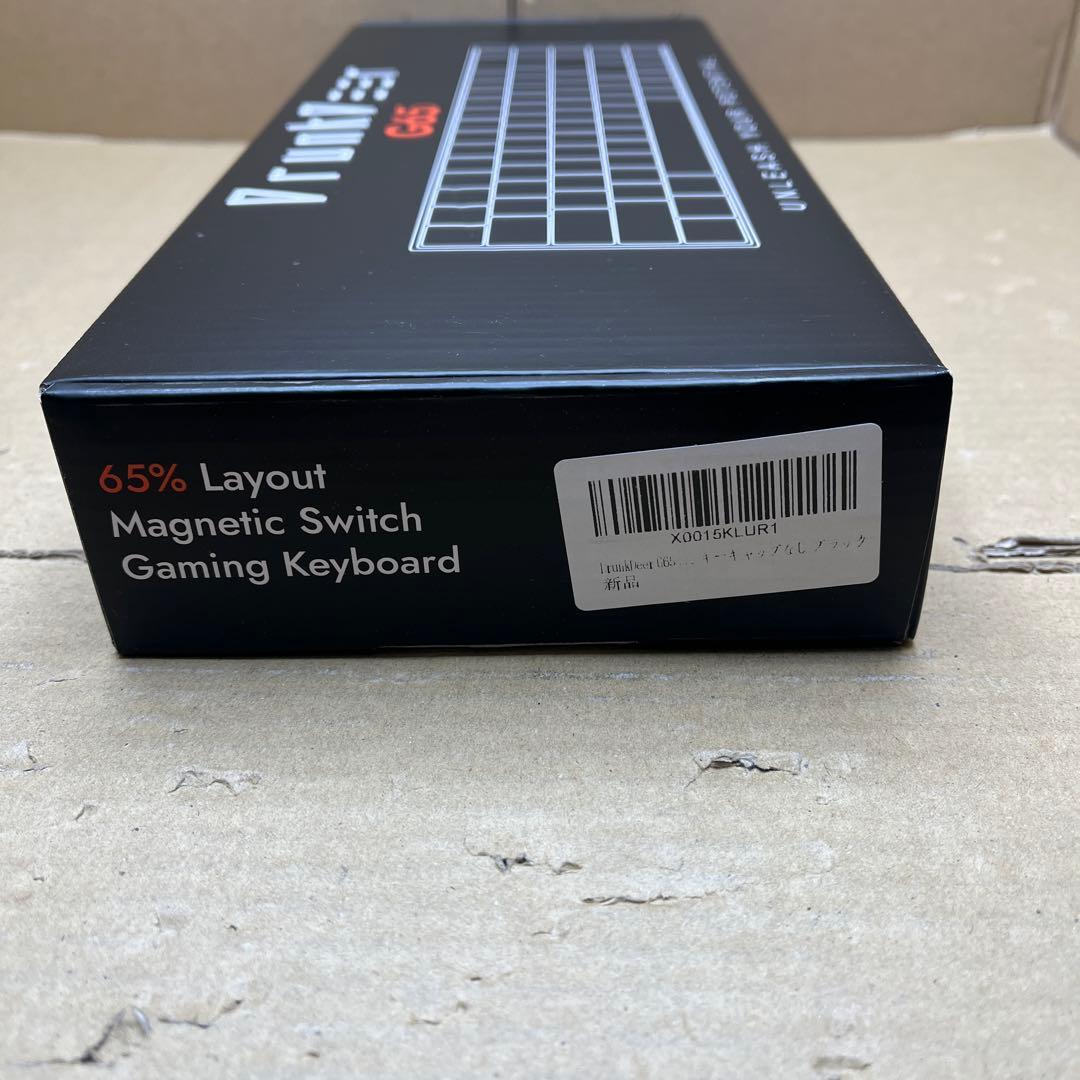 DrunkDeer
G65
UNLEASH YOUR
65% Layout
Magnetic Switch
Gaming Keyboard
X0015KLUR1
DrunkDeer G65 ... キーキャップなし ブラック
新品